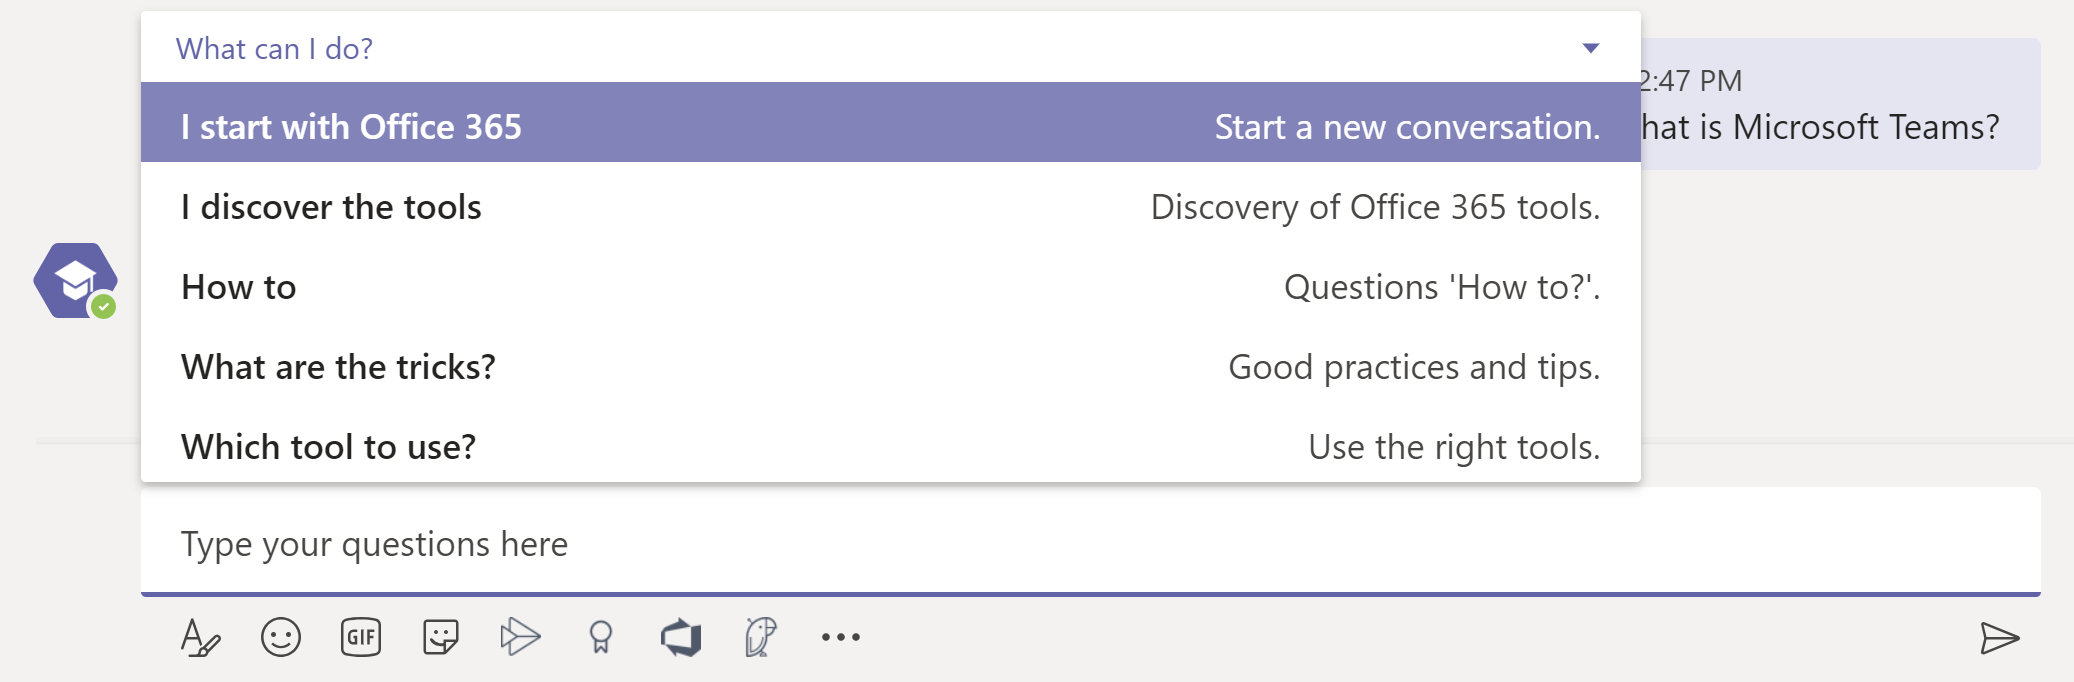 What can I do?
I start with Office 365 Start a new conversation.
I discover the tools Discovery of Office 365 tools.
How to Questions 'How to?'.
What are the tricks? Good practices and tips.
Which tool to use? Use the right tools.
2:47 PM
hat is Microsoft Teams?
Type your questions here
GIF